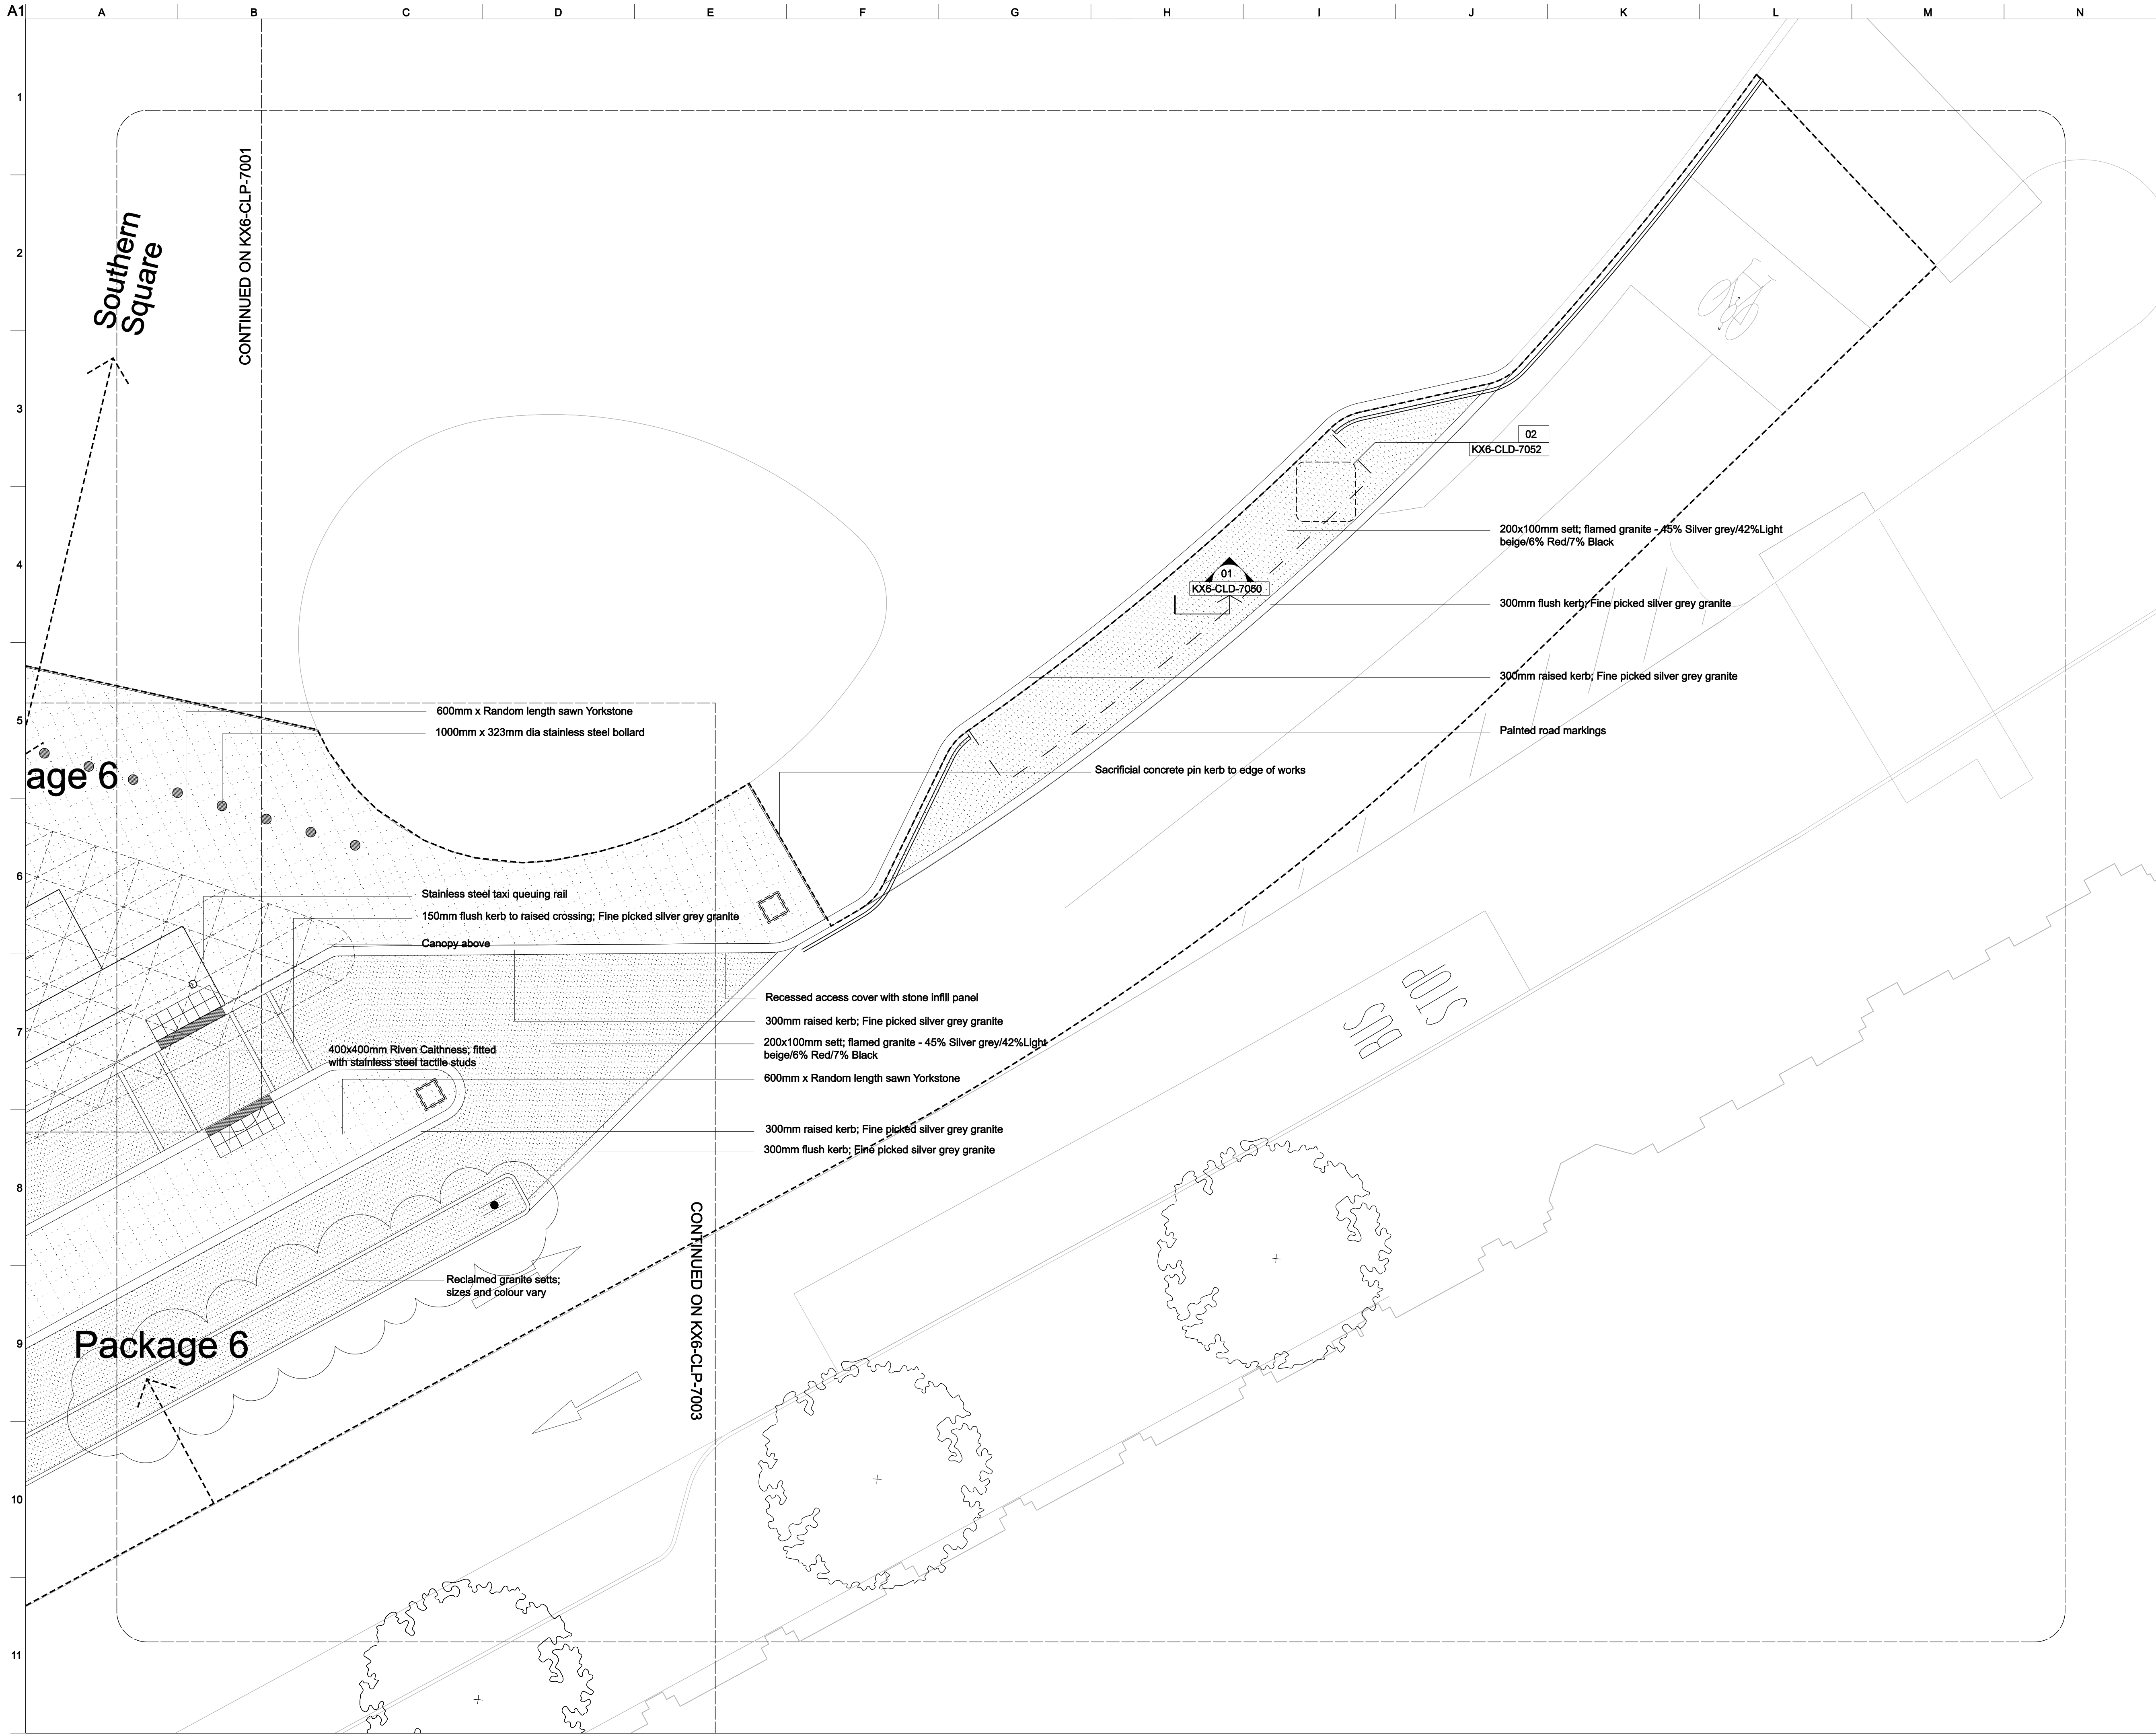 A1
A
B
C
D
E
F
G
H
I
J
K
L
M
N
1
2
3
4
5
6
7
8
9
10
11
Southern
Square
CONTINUED ON KX6-CLP-7001
02
KX6-CLD-7052
200x100mm sett; flamed granite - 45% Silver grey/42%Light
beige/6% Red/7% Black
01
KX6-CLD-7050
300mm flush kerb; Fine picked silver grey granite
300mm raised kerb; Fine picked silver grey granite
Painted road markings
600mm x Random length sawn Yorkstone
1000mm x 323mm dia stainless steel bollard
Sacrificial concrete pin kerb to edge of works
age 6
Stainless steel taxi queuing rail
150mm flush kerb to raised crossing; Fine picked silver grey granite
Canopy above
Recessed access cover with stone infill panel
300mm raised kerb; Fine picked silver grey granite
200x100mm sett; flamed granite - 45% Silver grey/42%Light
beige/6% Red/7% Black
400x400mm Riven Caithness; fitted
with stainless steel tactile studs
600mm x Random length sawn Yorkstone
300mm raised kerb; Fine picked silver grey granite
300mm flush kerb; Fine picked silver grey granite
BUS
STOP
CONTINUED ON KX6-CLP-7003
Reclaimed granite setts;
sizes and colour vary
Package 6